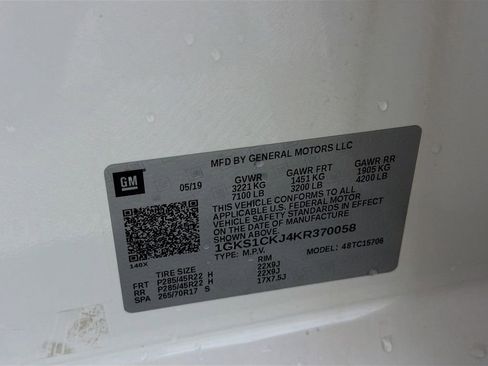 MFD BY GENERAL MOTORS LLC
GM 05/19 GVWR GAWR FRT GAWR RR
3221 KG 1451 KG 1905 KG
7100 LB 3200 LB 4200 LB
THIS VEHICLE CONFORMS TO ALL
APPLICABLE U.S. FEDERAL MOTOR
VEHICLE SAFETY STANDARDS IN EFFECT
ON THE DATE OF MANUFACTURE
SHOWN ABOVE.
1GKS1CKJ4KR370058
140X TYPE: M.P.V. MODEL: 48TC15706
TIRE SIZE RIM
FRT P285/45R22 H 22X9J
RR P285/45R22 H 22X9J
SPA 265/70R17 S 17X7.5J